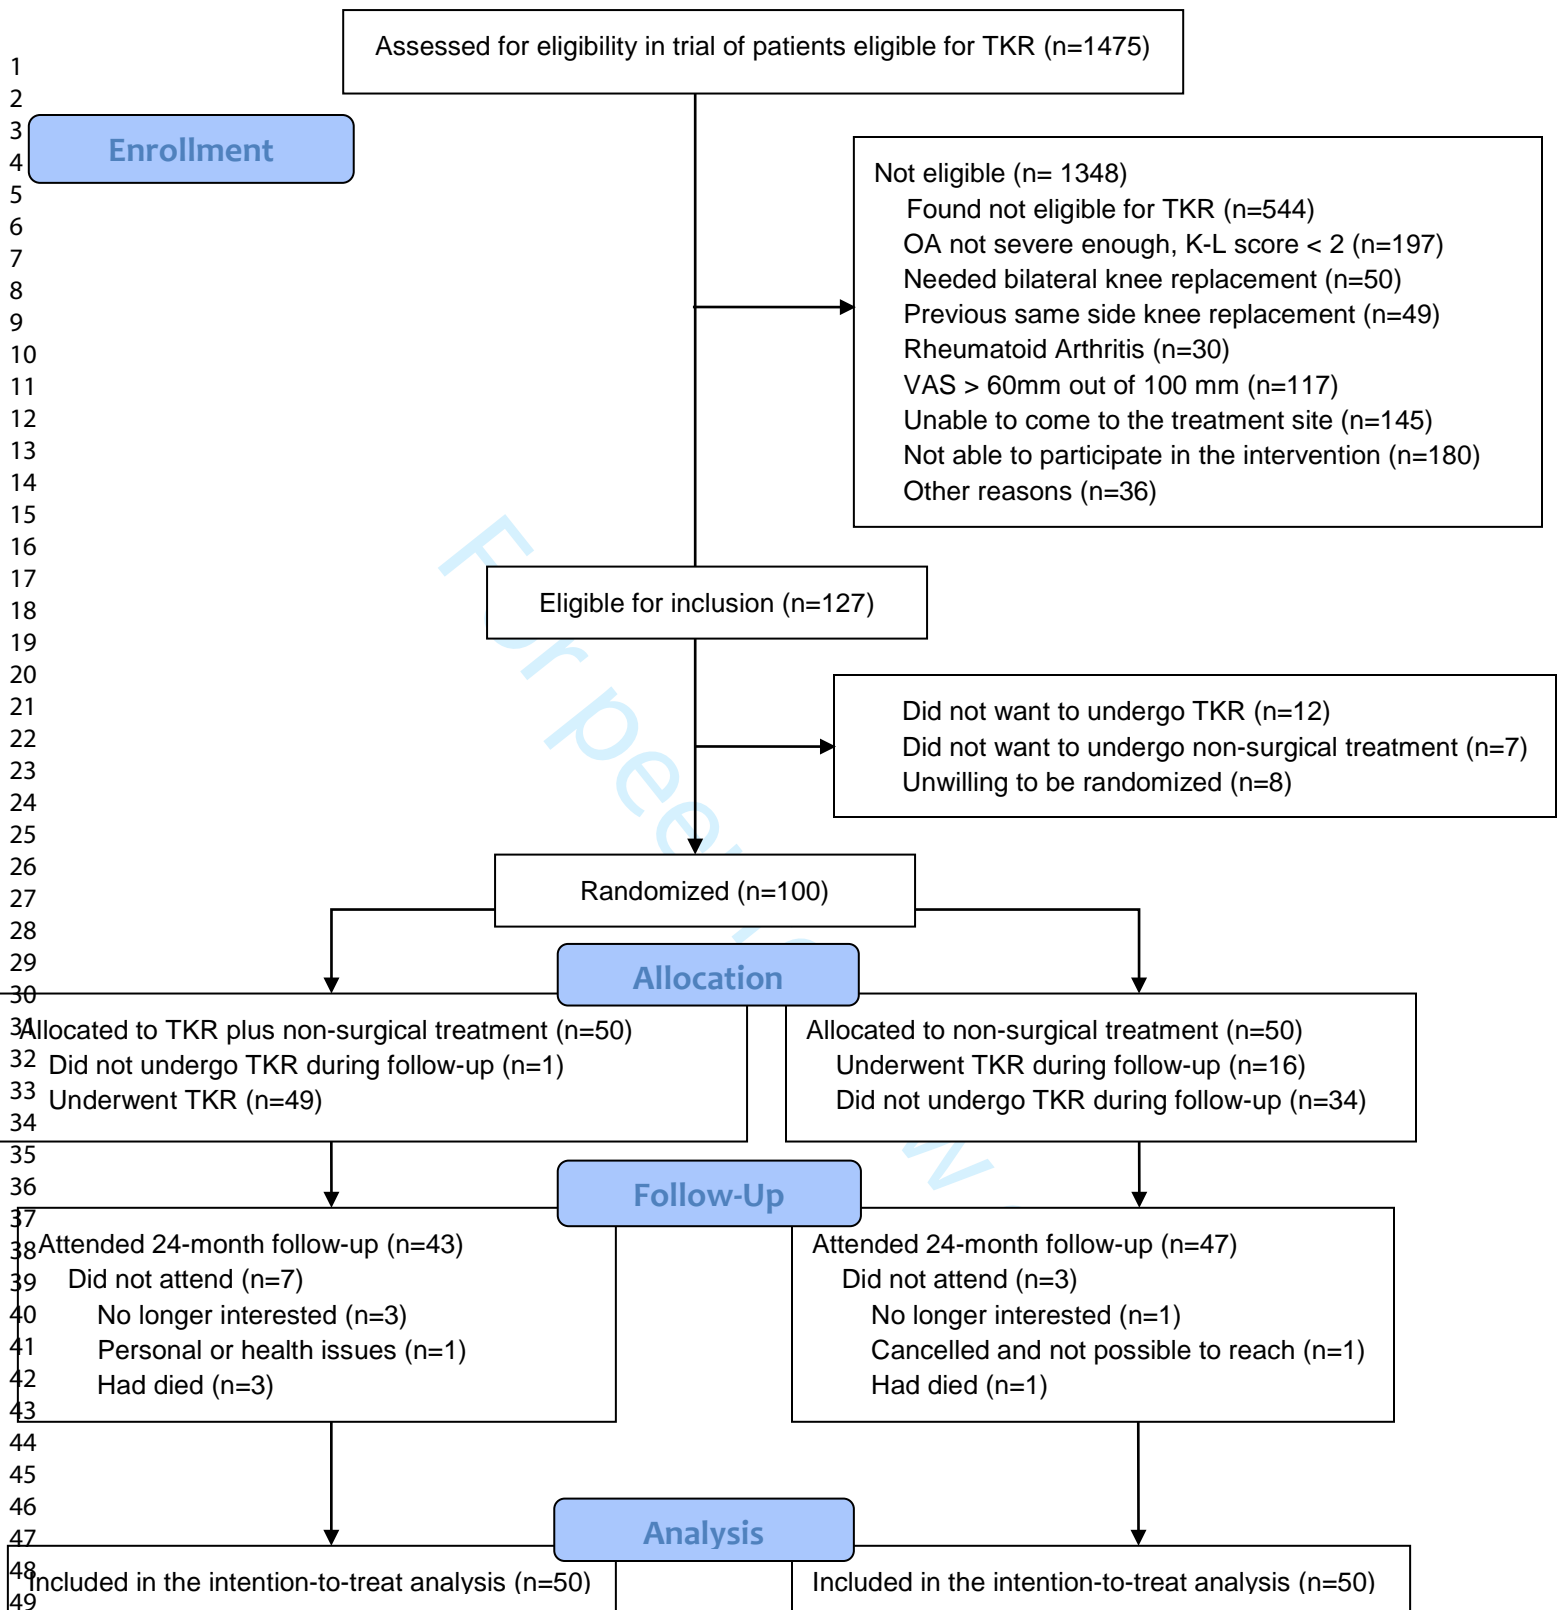 Assessed for eligibility in trial of patients eligible for TKR (n=1475)
Enrollment
Not eligible (n= 1348)
Found not eligible for TKR (n=544)
OA not severe enough, K-L score < 2 (n=197)
Needed bilateral knee replacement (n=50)
Previous same side knee replacement (n=49)
Rheumatoid Arthritis (n=30)
VAS > 60mm out of 100 mm (n=117)
Unable to come to the treatment site (n=145)
Not able to participate in the intervention (n=180)
Other reasons (n=36)
Eligible for inclusion (n=127)
Did not want to undergo TKR (n=12)
Did not want to undergo non-surgical treatment (n=7)
Unwilling to be randomized (n=8)
Randomized (n=100)
Allocation
Allocated to TKR plus non-surgical treatment (n=50)
Did not undergo TKR during follow-up (n=1)
Underwent TKR (n=49)
Allocated to non-surgical treatment (n=50)
Underwent TKR during follow-up (n=16)
Did not undergo TKR during follow-up (n=34)
Follow-Up
Attended 24-month follow-up (n=43)
Did not attend (n=7)
No longer interested (n=3)
Personal or health issues (n=1)
Had died (n=3)
Attended 24-month follow-up (n=47)
Did not attend (n=3)
No longer interested (n=1)
Cancelled and not possible to reach (n=1)
Had died (n=1)
Analysis
Included in the intention-to-treat analysis (n=50)
Included in the intention-to-treat analysis (n=50)
1
2
3
4
5
6
7
8
9
10
11
12
13
14
15
16
17
18
19
20
21
22
23
24
25
26
27
28
29
30
31
32
33
34
35
36
37
38
39
40
41
42
43
44
45
46
47
48
49
For peer